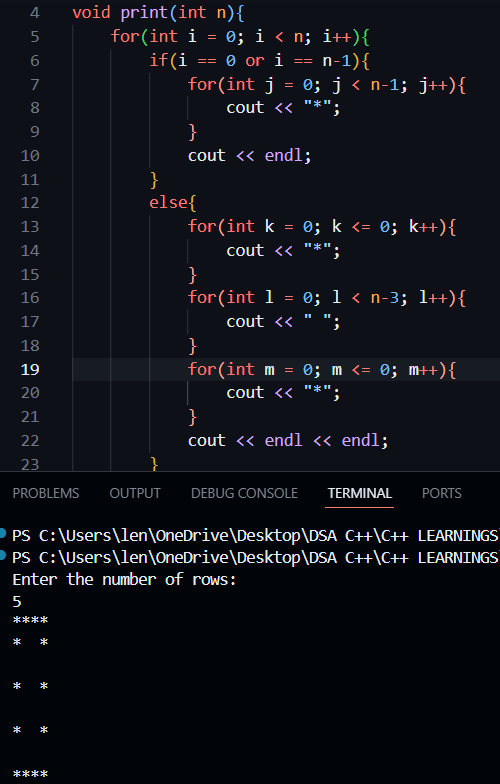 4 void print(int n){
5 for(int i = 0; i < n; i++){
6 if(i == 0 or i == n-1){
7 for(int j = 0; j < n-1; j++){
8 cout << "*";
9 }
10 cout << endl;
11 }
12 else{
13 for(int k = 0; k <= 0; k++){
14 cout << "*";
15 }
16 for(int l = 0; l < n-3; l++){
17 cout << " ";
18 }
19 for(int m = 0; m <= 0; m++){
20 cout << "*";
21 }
22 cout << endl << endl;
23 }
PROBLEMS OUTPUT DEBUG CONSOLE TERMINAL PORTS
PS C:\Users\len\OneDrive\Desktop\DSA C++\C++ LEARNINGS
PS C:\Users\len\OneDrive\Desktop\DSA C++\C++ LEARNINGS
Enter the number of rows:
5
****
*  *
*  *
*  *
****